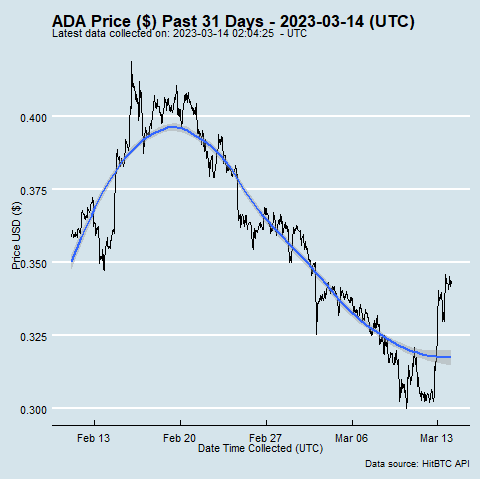 ADA Price ($) Past 31 Days - 2023-03-14 (UTC)
Latest data collected on: 2023-03-14 02:04:25 - UTC
0.400
0.375
0.350
0.325
0.300
Price USD ($)
Feb 13
Feb 20
Feb 27
Mar 06
Mar 13
Date Time Collected (UTC)
Data source: HitBTC API